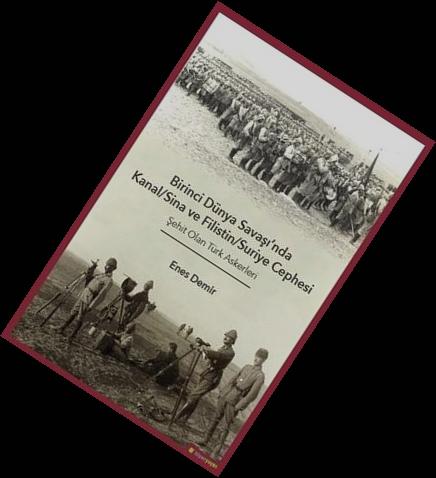 Birinci Dünya Savaşı'nda
Kanal/Sina ve Filistin/Suriye Cephesi
Şehit Olan Türk Askerleri
Enes Demir